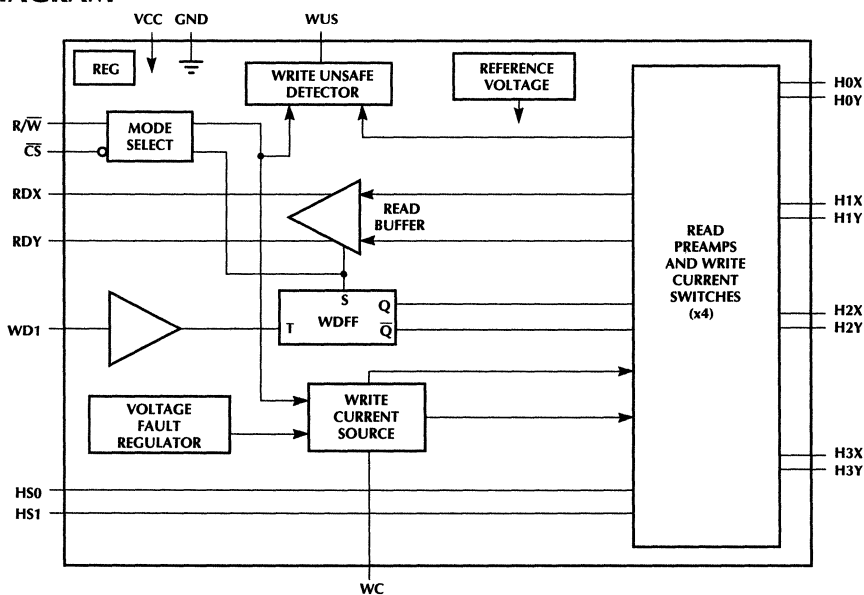 DIAGRAM
VCC GND WUS
REG
WRITE UNSAFE
DETECTOR
REFERENCE
VOLTAGE
H0X
H0Y
R/W̅
C̅S̅
MODE
SELECT
RDX
RDY
READ
BUFFER
H1X
H1Y
READ
PREAMPS
AND WRITE
CURRENT
SWITCHES
(x4)
S
Q
WDFF
T
Q̅
WD1
H2X
H2Y
VOLTAGE
FAULT
REGULATOR
WRITE
CURRENT
SOURCE
H3X
H3Y
HS0
HS1
WC